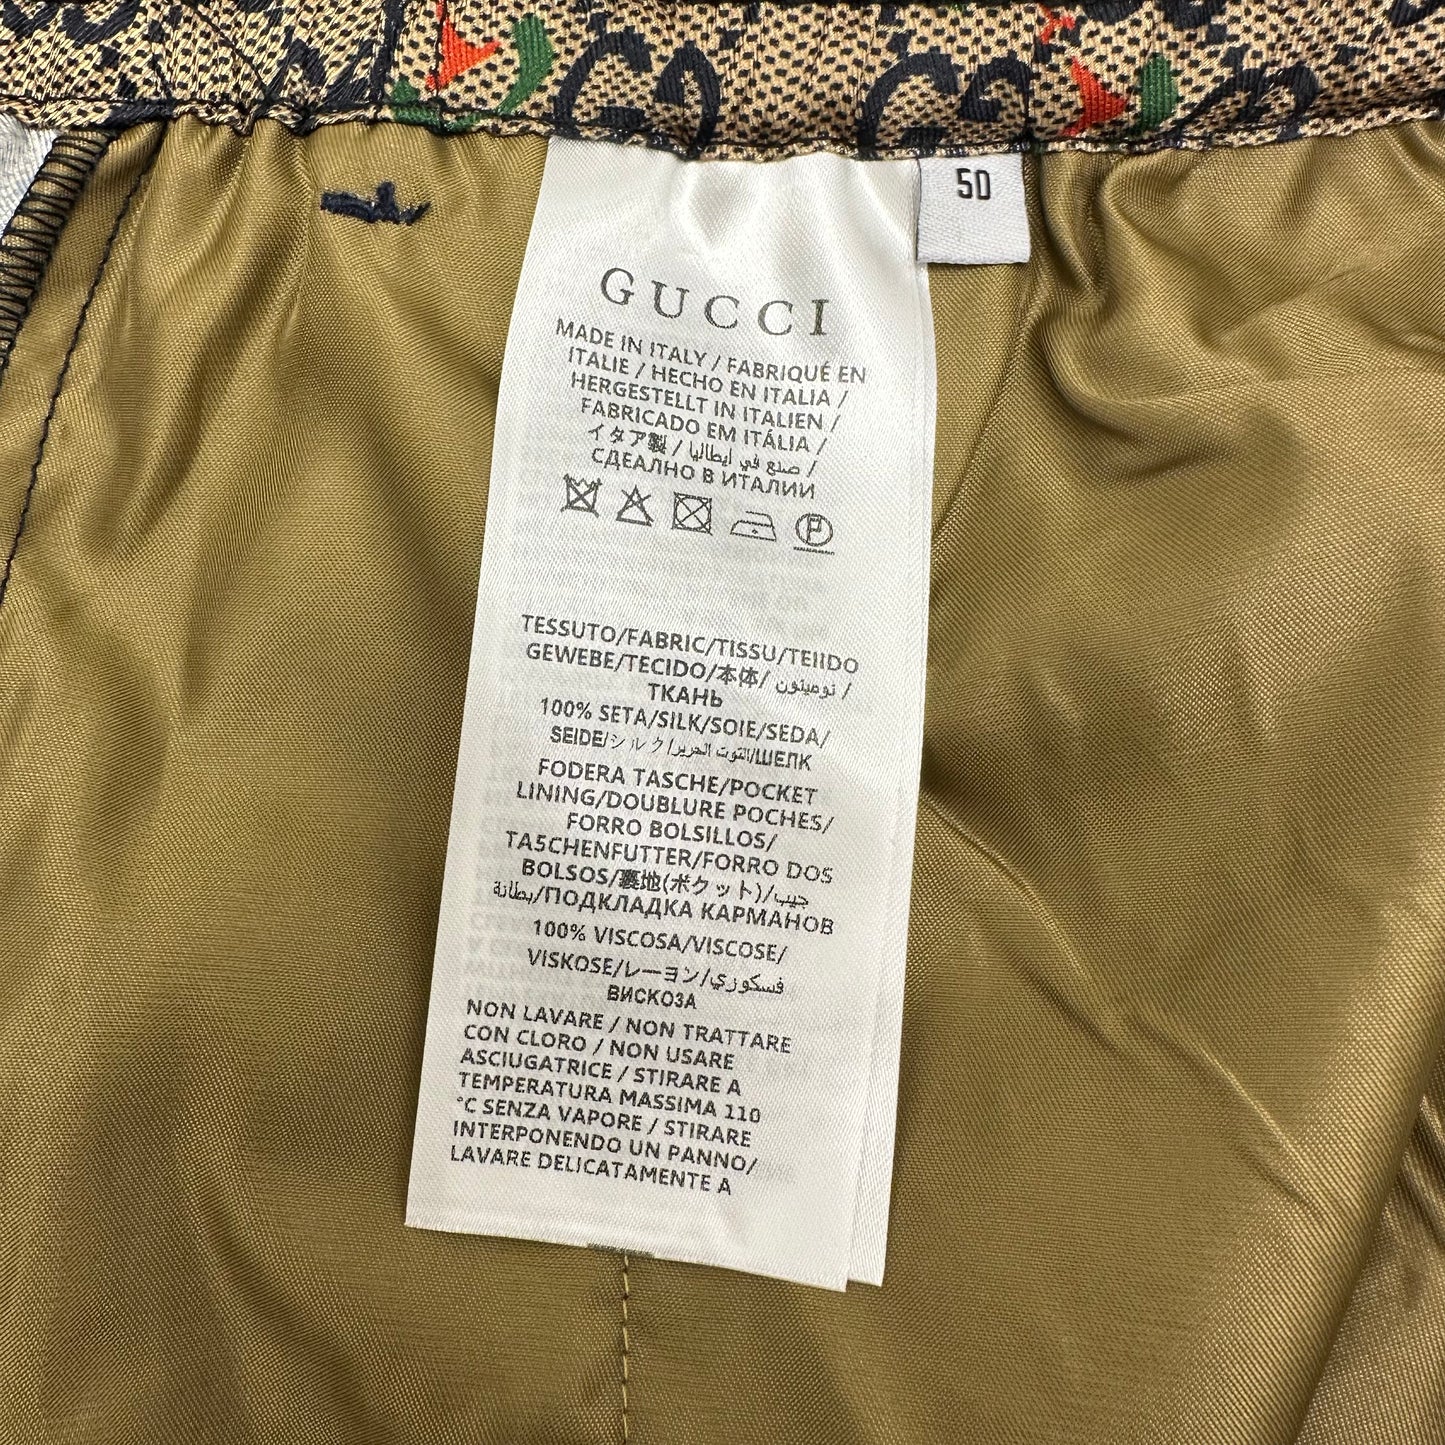 50
GUCCI
MADE IN ITALY / FABRIQUÉ EN
ITALIE / HECHO EN ITALIA /
HERGESTELLT IN ITALIEN /
FABRICADO EM ITÁLIA /
イタア製 / صنع في ايطاليا /
СДЕАЛНО В ИТАЛИИ
P
TESSUTO/FABRIC/TISSU/TEIIDO
GEWEBE/TECIDO/本体/ نوميتون /
ТКАНЬ
100% SETA/SILK/SOIE/SEDA/
SEIDE/シルク/التوت الحرير/ШЕЛК
FODERA TASCHE/POCKET
LINING/DOUBLURE POCHES/
FORRO BOLSILLOS/
TA5CHENFUTTER/FORRO DOS
BOLSOS/裏地(ポクット)/جيب
بطانة/ПОДКЛАДКА КАРМАНОВ
100% VISCOSA/VISCOSE/
VISKOSE/レーヨン/فسكوزي
ВИСКОЗА
NON LAVARE / NON TRATTARE
CON CLORO / NON USARE
ASCIUGATRICE / STIRARE A
TEMPERATURA MASSIMA 110
°C SENZA VAPORE / STIRARE
INTERPONENDO UN PANNO/
LAVARE DELICATAMENTE A